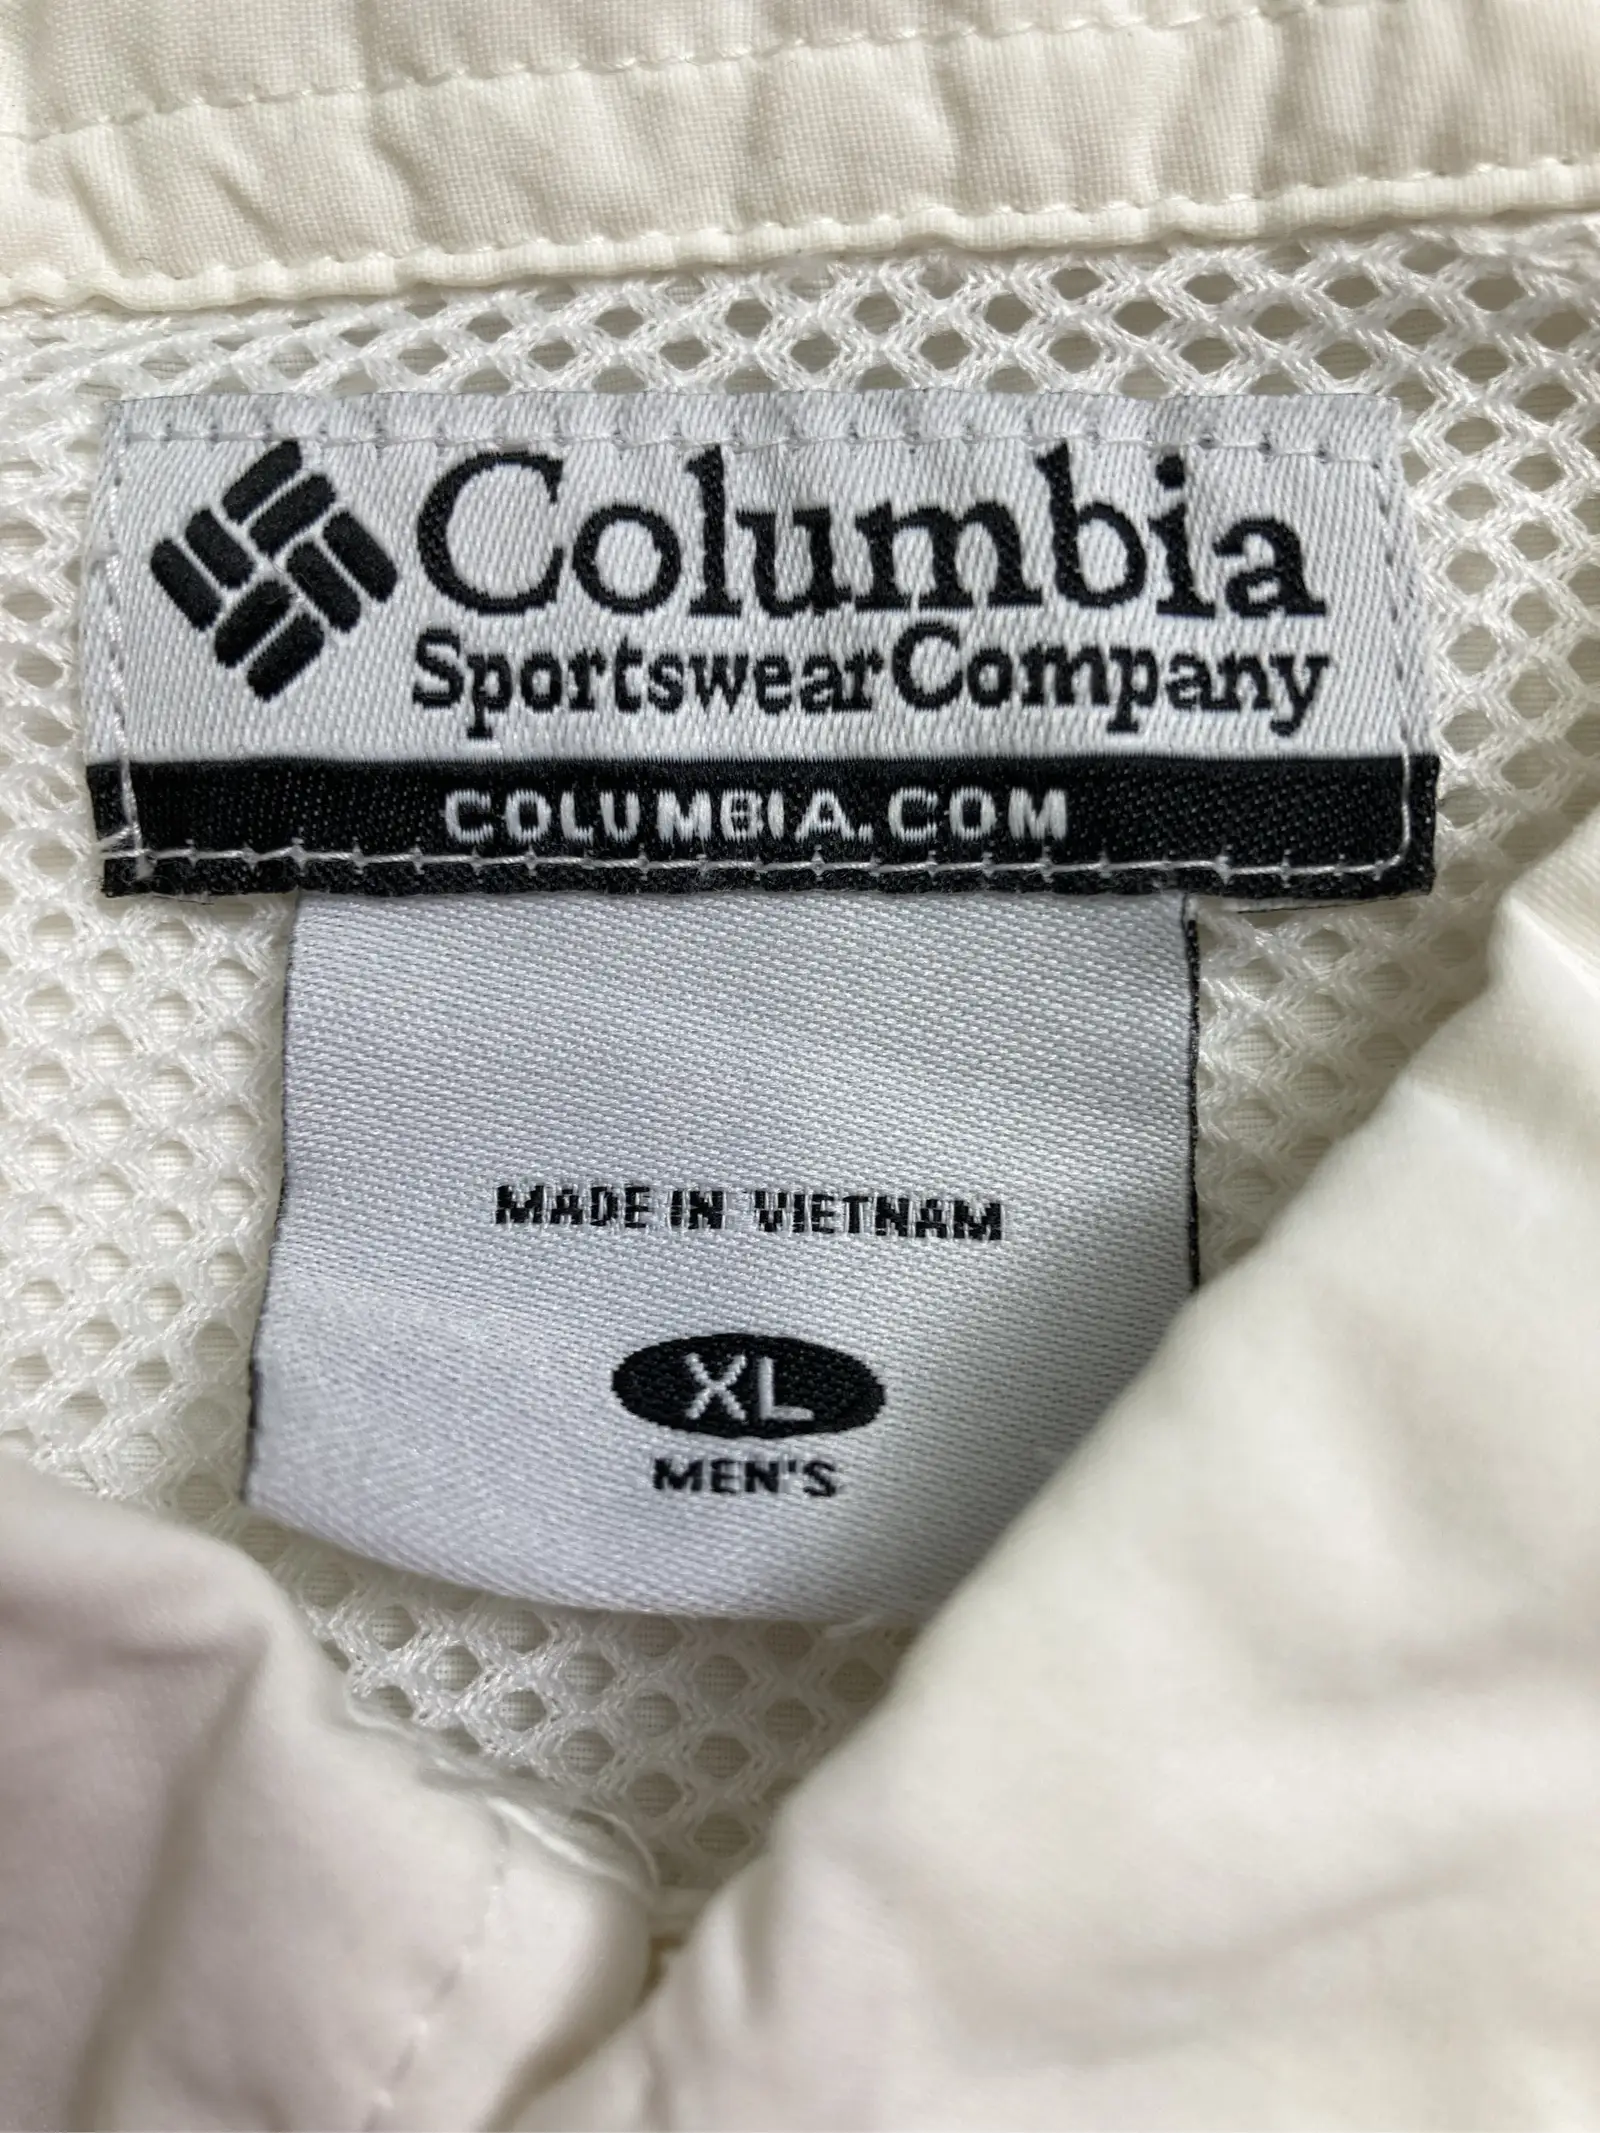 Columbia
Sportswear Company
COLUMBIA.COM
MADE IN VIETNAM
XL
MEN'S